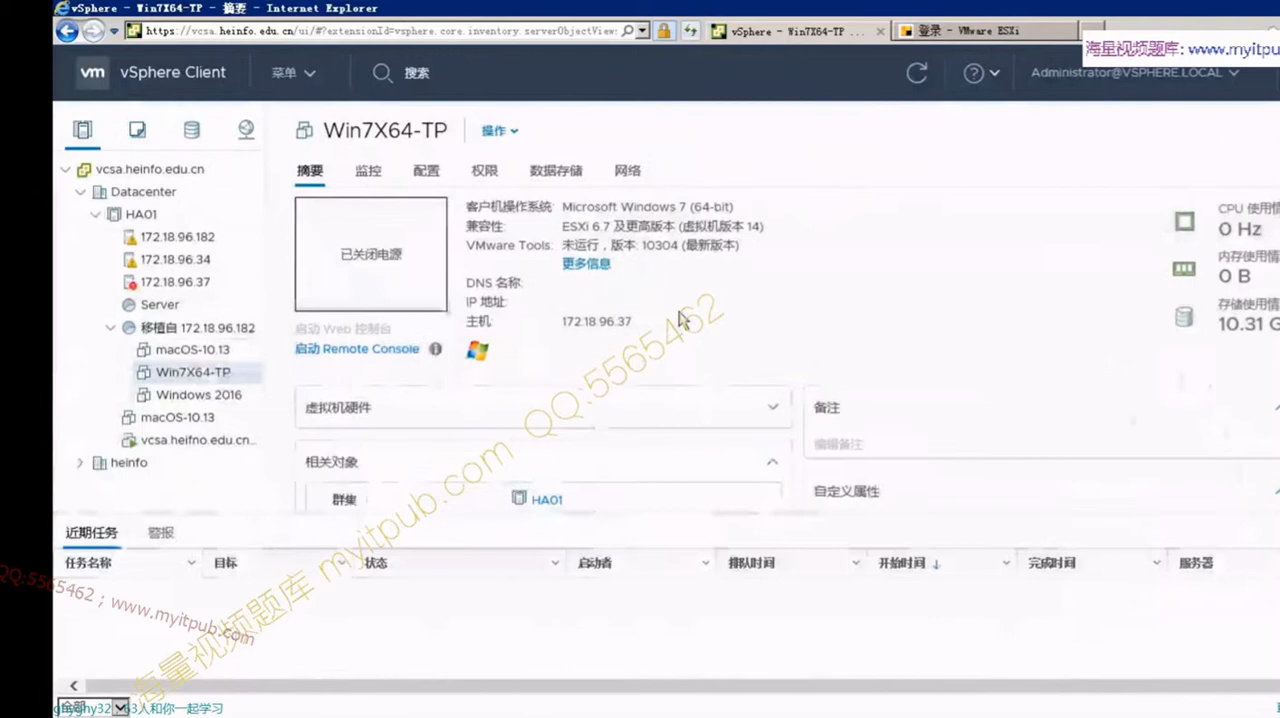 vSphere - Win7X64-TP - 摘要 - Internet Explorer
https://vcsa.heinfo.edu.cn/ui/#?extensionId=vsphere.core.inventory.serverObjectView:
vSphere - Win7X64-TP ...
登录 - VMware ESXi
海量视频题库: www.myitpu
vm vSphere Client 菜单 搜索 Administrator@VSPHERE.LOCAL
Win7X64-TP 操作
摘要 监控 配置 权限 数据存储 网络
vcsa.heinfo.edu.cn
Datacenter
HA01
172.18.96.182
172.18.96.34
172.18.96.37
Server
移植自 172.18.96.182
macOS-10.13
Win7X64-TP
Windows 2016
macOS-10.13
vcsa.heifno.edu.cn...
heinfo
已关闭电源
启动 Web 控制台
启动 Remote Console
客户机操作系统: Microsoft Windows 7 (64-bit)
兼容性: ESXi 6.7 及更高版本 (虚拟机版本 14)
VMware Tools: 未运行，版本: 10304 (最新版本)
更多信息
DNS 名称:
IP 地址:
主机: 172.18.96.37
CPU 使用情
0 Hz
内存使用情
0 B
存储使用情
10.31 G
虚拟机硬件
相关对象
群集 HA01
备注
编辑备注
自定义属性
近期任务 警报
任务名称 目标 状态 启动者 排队时间 开始时间 完成时间 服务器
全部
63人和你一起学习
海量视频题库 myitpub.com QQ:5565462
QQ:5565462 ; www.myitpub.com